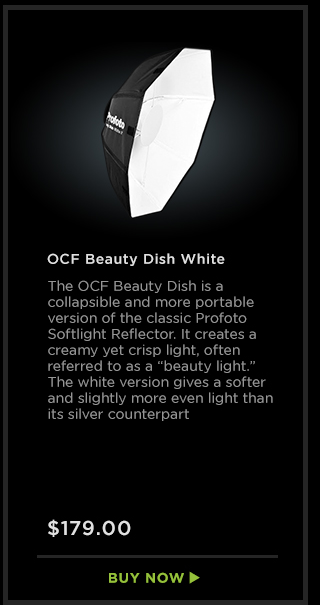 Profoto
OCF Beauty Dish White
The OCF Beauty Dish is a
collapsible and more portable
version of the classic Profoto
Softlight Reflector. It creates a
creamy yet crisp light, often
referred to as a “beauty light.”
The white version gives a softer
and slightly more even light than
its silver counterpart
$179.00
BUY NOW ▶